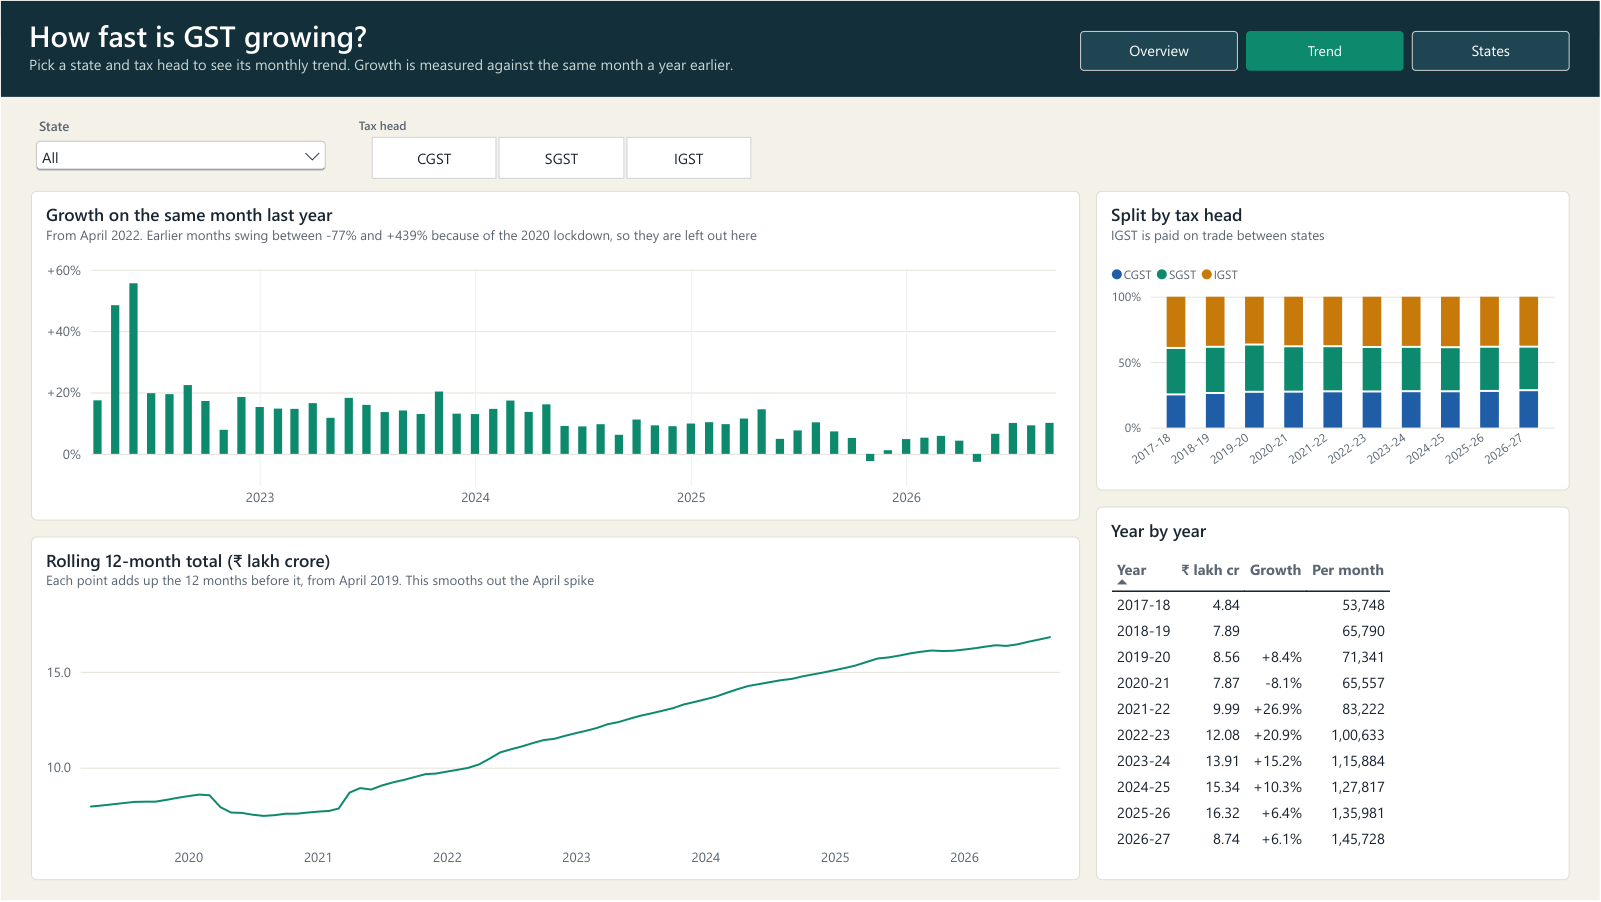 How fast is GST growing?
Pick a state and tax head to see its monthly trend. Growth is measured against the same month a year earlier.
Overview
Trend
States
State
All
Tax head
CGST
SGST
IGST
Growth on the same month last year
From April 2022. Earlier months swing between -77% and +439% because of the 2020 lockdown, so they are left out here
+60%
+40%
+20%
0%
2023 2024 2025 2026
Split by tax head
IGST is paid on trade between states
CGST SGST IGST
100%
50%
0%
2017-18 2018-19 2019-20 2020-21 2021-22 2022-23 2023-24 2024-25 2025-26 2026-27
Rolling 12-month total (₹ lakh crore)
Each point adds up the 12 months before it, from April 2019. This smooths out the April spike
15.0
10.0
2020 2021 2022 2023 2024 2025 2026
Year by year
Year ₹ lakh cr Growth Per month
2017-18 4.84 53,748
2018-19 7.89 65,790
2019-20 8.56 +8.4% 71,341
2020-21 7.87 -8.1% 65,557
2021-22 9.99 +26.9% 83,222
2022-23 12.08 +20.9% 1,00,633
2023-24 13.91 +15.2% 1,15,884
2024-25 15.34 +10.3% 1,27,817
2025-26 16.32 +6.4% 1,35,981
2026-27 8.74 +6.1% 1,45,728